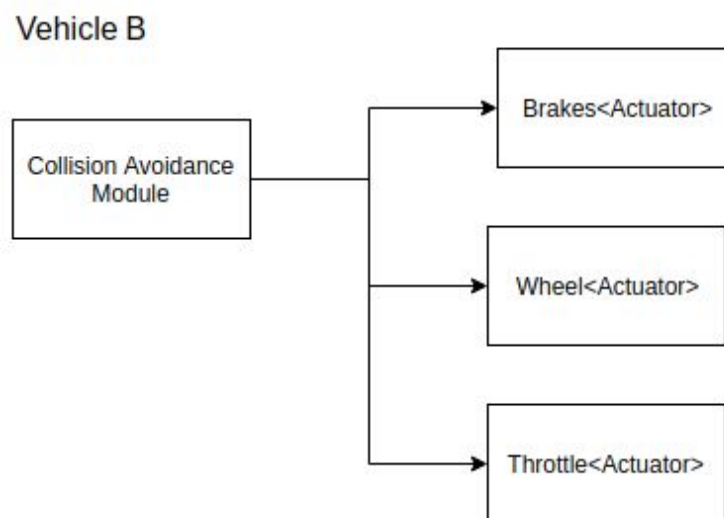 Vehicle B
Brakes<Actuator>
Collision Avoidance
Module
Wheel<Actuator>
Throttle<Actuator>